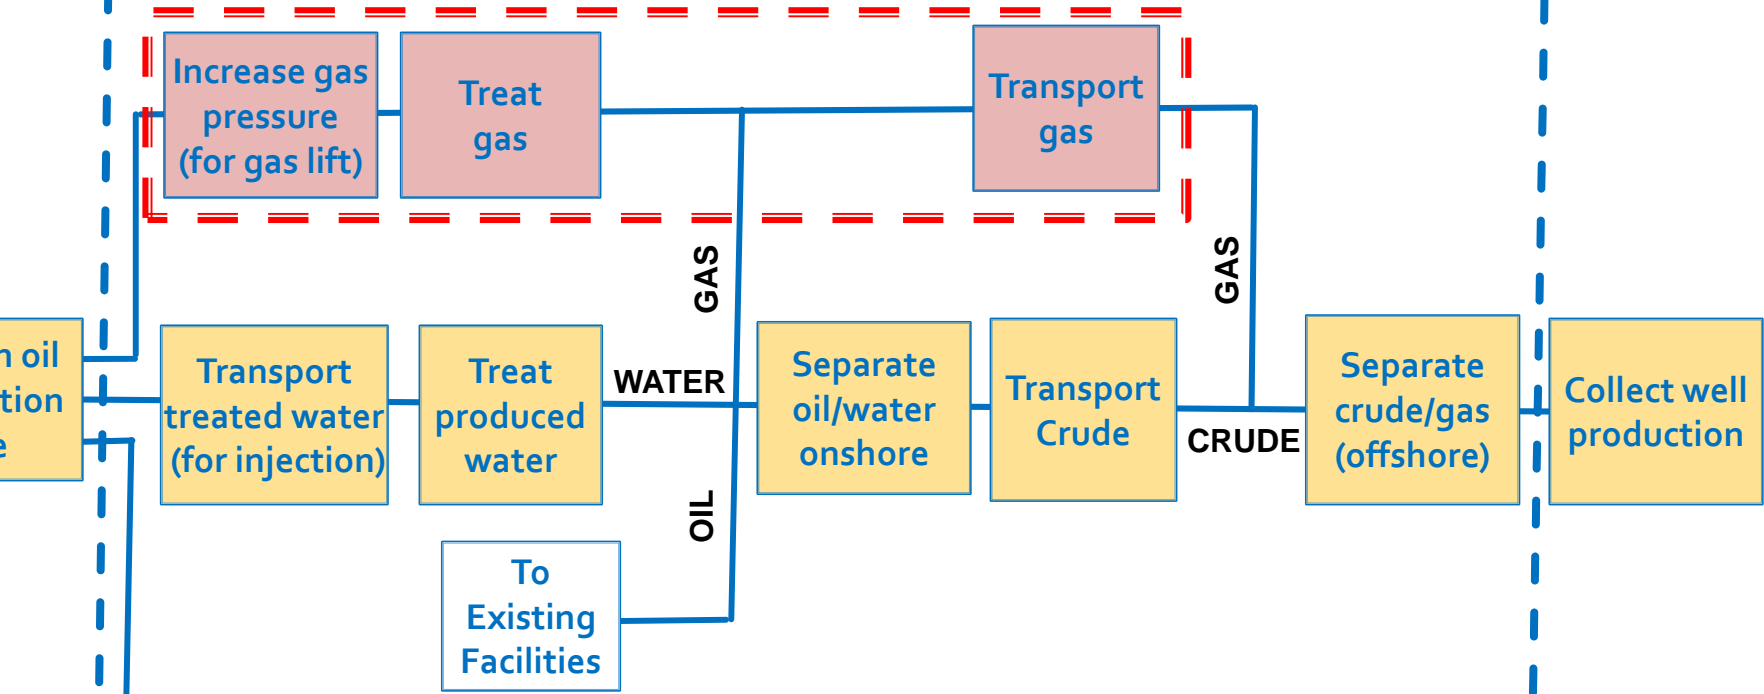 Increase gas
pressure
(for gas lift)
Treat
gas
Transport
gas
GAS
GAS
oil
Transport
treated water
(for injection)
Treat
produced
water
WATER
Separate
oil/water
onshore
Transport
Crude
CRUDE
Separate
crude/gas
(offshore)
Collect well
production
OIL
To
Existing
Facilities